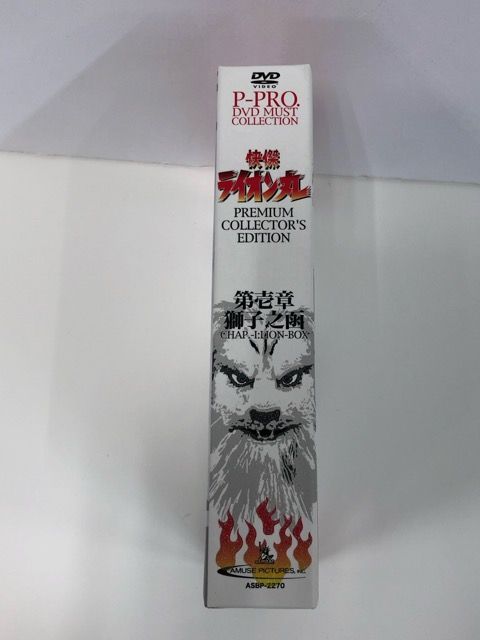 DVD
VIDEO
P-PRO.
DVD MUST
COLLECTION
快傑
ライオン丸
PREMIUM
COLLECTOR'S
EDITION
第壱章
獅子之函
CHAP.-I:LION-BOX
AMUSE PICTURES, INC.
ASBP-2270